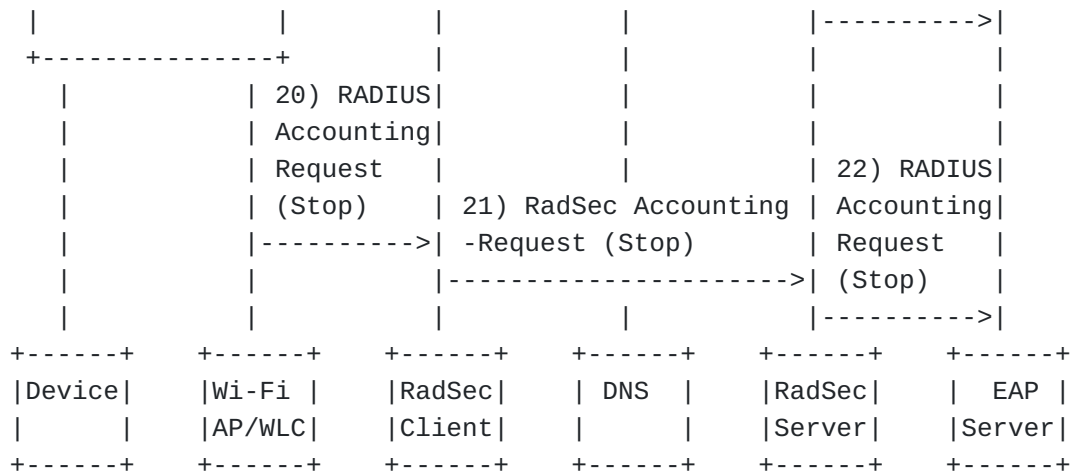 |               |         |           |           |---------->|
+---------------+         |           |           |           |
|           | 20) RADIUS|           |           |           |
|           | Accounting|           |           |           |
|           | Request   |           |           | 22) RADIUS|
|           | (Stop)    | 21) RadSec Accounting | Accounting|
|           |---------->| -Request (Stop)       | Request   |
|           |           |---------------------->| (Stop)    |
|           |           |           |           |---------->|
+------+    +------+    +------+    +------+    +------+    +------+
|Device|    |Wi-Fi |    |RadSec|    | DNS  |    |RadSec|    |  EAP |
|      |    |AP/WLC|    |Client|    |      |    |Server|    |Server|
+------+    +------+    +------+    +------+    +------+    +------+